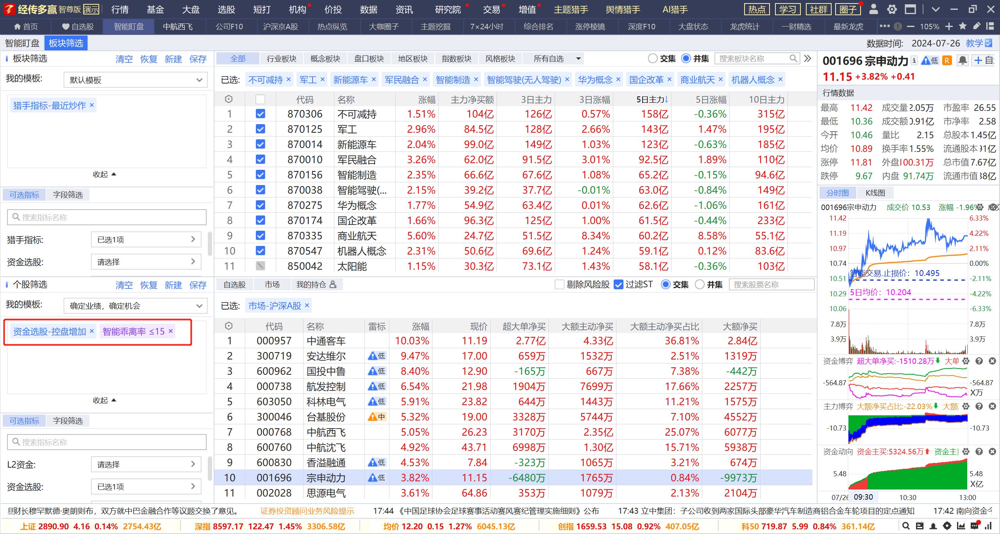 经传多赢 智尊版 演示 行情 基金 大盘 选股 短打 机构 价投 数据 资讯 研究院 交易 增值 主题猎手 舆情猎手 AI猎手 热点 学习 社群 圈子
首页 自选股 智能盯盘 中航西飞 公司F10 沪深京A股 热点纵览 大咖圈子 主题挖掘 7×24小时 综合排名 涨停棱镜 深度F10 大盘状态 龙虎统计 一财精选 最新龙虎 105%
智能盯盘 板块筛选 数据时间: 2024-07-26 教学
板块筛选 清空 恢复 新建 保存
我的模板: 默认模板
猎手指标-最近炒作 ×
收起
可选指标 字段筛选
搜索指标名称
猎手指标: 已选1项
资金选股: 请选择
全部 行业板块 概念板块 盘口板块 地区板块 指数板块 风格板块 所有自选 交集 并集 搜索板块名称
已选: 不可减持 × 军工 × 新能源车 × 军民融合 × 智能制造 × 智能驾驶(无人驾驶) × 华为概念 × 国企改革 × 商业航天 × 机器人概念 ×
代码 名称 涨幅 主力净买额 3日主力 3日涨幅 5日主力↓ 5日涨幅 10日主力
1 870306 不可减持 1.51% 104亿 126亿 0.57% 158亿 -0.36% 315亿
2 870125 军工 2.96% 84.5亿 128亿 2.66% 143亿 1.47% 195亿
3 870014 新能源车 2.04% 99.0亿 149亿 1.03% 123亿 -0.63% 185亿
4 870010 军民融合 3.26% 62.0亿 91.5亿 3.01% 92.5亿 1.89% 110亿
5 870156 智能制造 2.35% 66.6亿 67.6亿 1.08% 65.2亿 -0.15% 94.6亿
6 870038 智能驾驶(... 2.15% 39.2亿 37.7亿 -0.01% 63.0亿 -0.84% 149亿
7 870275 华为概念 1.77% 54.9亿 63.4亿 0.01% 62.6亿 -1.06% 161亿
8 870174 国企改革 1.66% 96.3亿 125亿 1.00% 61.5亿 -0.44% 233亿
9 870335 商业航天 5.60% 24.7亿 51.5亿 8.34% 60.2亿 8.58% 55.1亿
10 870547 机器人概念 2.31% 50.6亿 69.6亿 1.24% 59.1亿 0.12% 83.6亿
11 850042 太阳能 1.15% 30.3亿 73.1亿 1.43% 58.1亿 -0.36% 103亿
个股筛选 清空 恢复 新建 保存
我的模板: 确定业绩，确定机会
资金选股-控盘增加 × 智能乖离率 ≤15 ×
收起
可选指标 字段筛选
搜索指标名称
L2资金: 请选择
资金选股: 已选1项
自选股 市场 我的持仓 剔除风险股 过滤ST 交集 并集 搜索股票名称
已选: 市场-沪深A股 ×
代码 名称 雷标 涨幅 现价 超大单净买 大额主动净买 大额主动净买占比 大额净买
1 000957 中通客车 10.03% 11.19 2.77亿 4.33亿 36.81% 2.84亿
2 300719 安达维尔 低 9.47% 17.00 659万 1532万 2.51% 1319万
3 600962 国投中鲁 低 8.40% 12.90 -165万 667万 7.38% -442万
4 000738 航发控制 低 6.54% 21.98 1904万 7699万 17.66% 2257万
5 603050 科林电气 低 5.91% 23.82 644万 1443万 11.21% 1575万
6 300046 台基股份 中 5.32% 19.00 3328万 5744万 7.10% 4552万
7 000768 中航西飞 5.05% 26.23 3170万 2.35亿 25.07% 6077万
8 600760 中航沈飞 4.92% 43.71 6998万 1.30亿 15.71% 5938万
9 600830 香溢融通 低 4.53% 7.84 -323万 1065万 3.21% 674万
10 001696 宗申动力 低 3.82% 11.15 -6480万 1765万 0.84% -9973万
11 002028 思源电气 3.61% 64.86 353万 1079万 2.13% 2104万
001696 宗申动力 低 R
11.15 +3.82% +0.41
行情数据
最高 11.42 成交量 2.05万 市盈率 26.55
最低 10.36 成交额 0.91亿 市净率 2.58
今开 10.46 量比 2.15 总股本 1.45亿
均价 10.89 换手率 1.55% 流通股本 1亿
涨停 11.81 外盘 100.31万 总市值 7.67亿
跌停 9.67 内盘 91.74万 流通市值 8亿
分时图 K线图
001696宗申动力 成交价 10.53 涨幅 -1.96%
11.42 6.33%
11.19 4.22%
10.97 2.11%
10.74 0.00%
智能交易.止损价：10.495
10.51 -2.11%
5日均价：10.204
10.29 -4.22%
10.06 -6.33%
7.8万 7.8万
3.9万 3.9万
资金博弈 超大单净买:-1510.28万 大单
-564.87 -564.87
X万
主力博弈 大额净买占比:-22.03% 大额
-10.73 -10.73
资金动向 资金主买:5324.56万 资金主
5.48 5.48
X亿
07/26 09:30 10:30 13:00
旦财长穆罕默德·奥朗则布，双方就中巴金融合作等议题交换了意见。 证券投资顾问业务风险提示 17:44 《中国足球协会足球赛事活动赛风赛纪管理实施细则》公布 17:43 立中集团：子公司收到两家国际头部豪华汽车制造商铝合金车轮项目的定点通知 17:42 南向资金
上证 2890.90 4.16 0.14% 2754.43亿 深指 8597.17 122.47 1.45% 3306.58亿 均价 12.20 0.15 1.27% 6045.13亿 创指 1659.53 15.08 0.92% 407.05亿 科50 719.87 5.99 0.84% 361.14亿